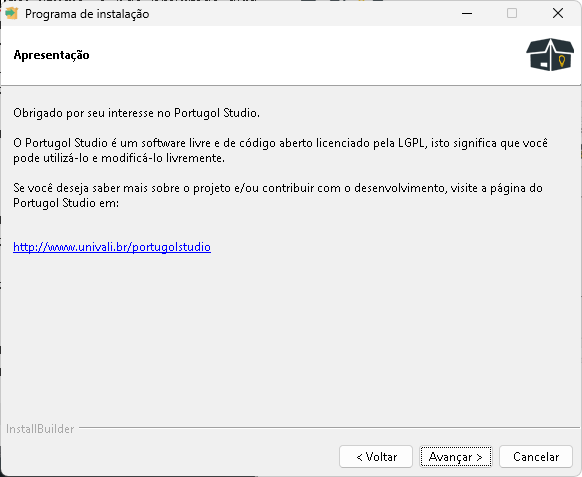 Programa de instalação
Apresentação
Obrigado por seu interesse no Portugol Studio.
O Portugol Studio é um software livre e de código aberto licenciado pela LGPL, isto significa que você
pode utilizá-lo e modificá-lo livremente.
Se você deseja saber mais sobre o projeto e/ou contribuir com o desenvolvimento, visite a página do
Portugol Studio em:
http://www.univali.br/portugolstudio
InstallBuilder
< Voltar
Avançar >
Cancelar